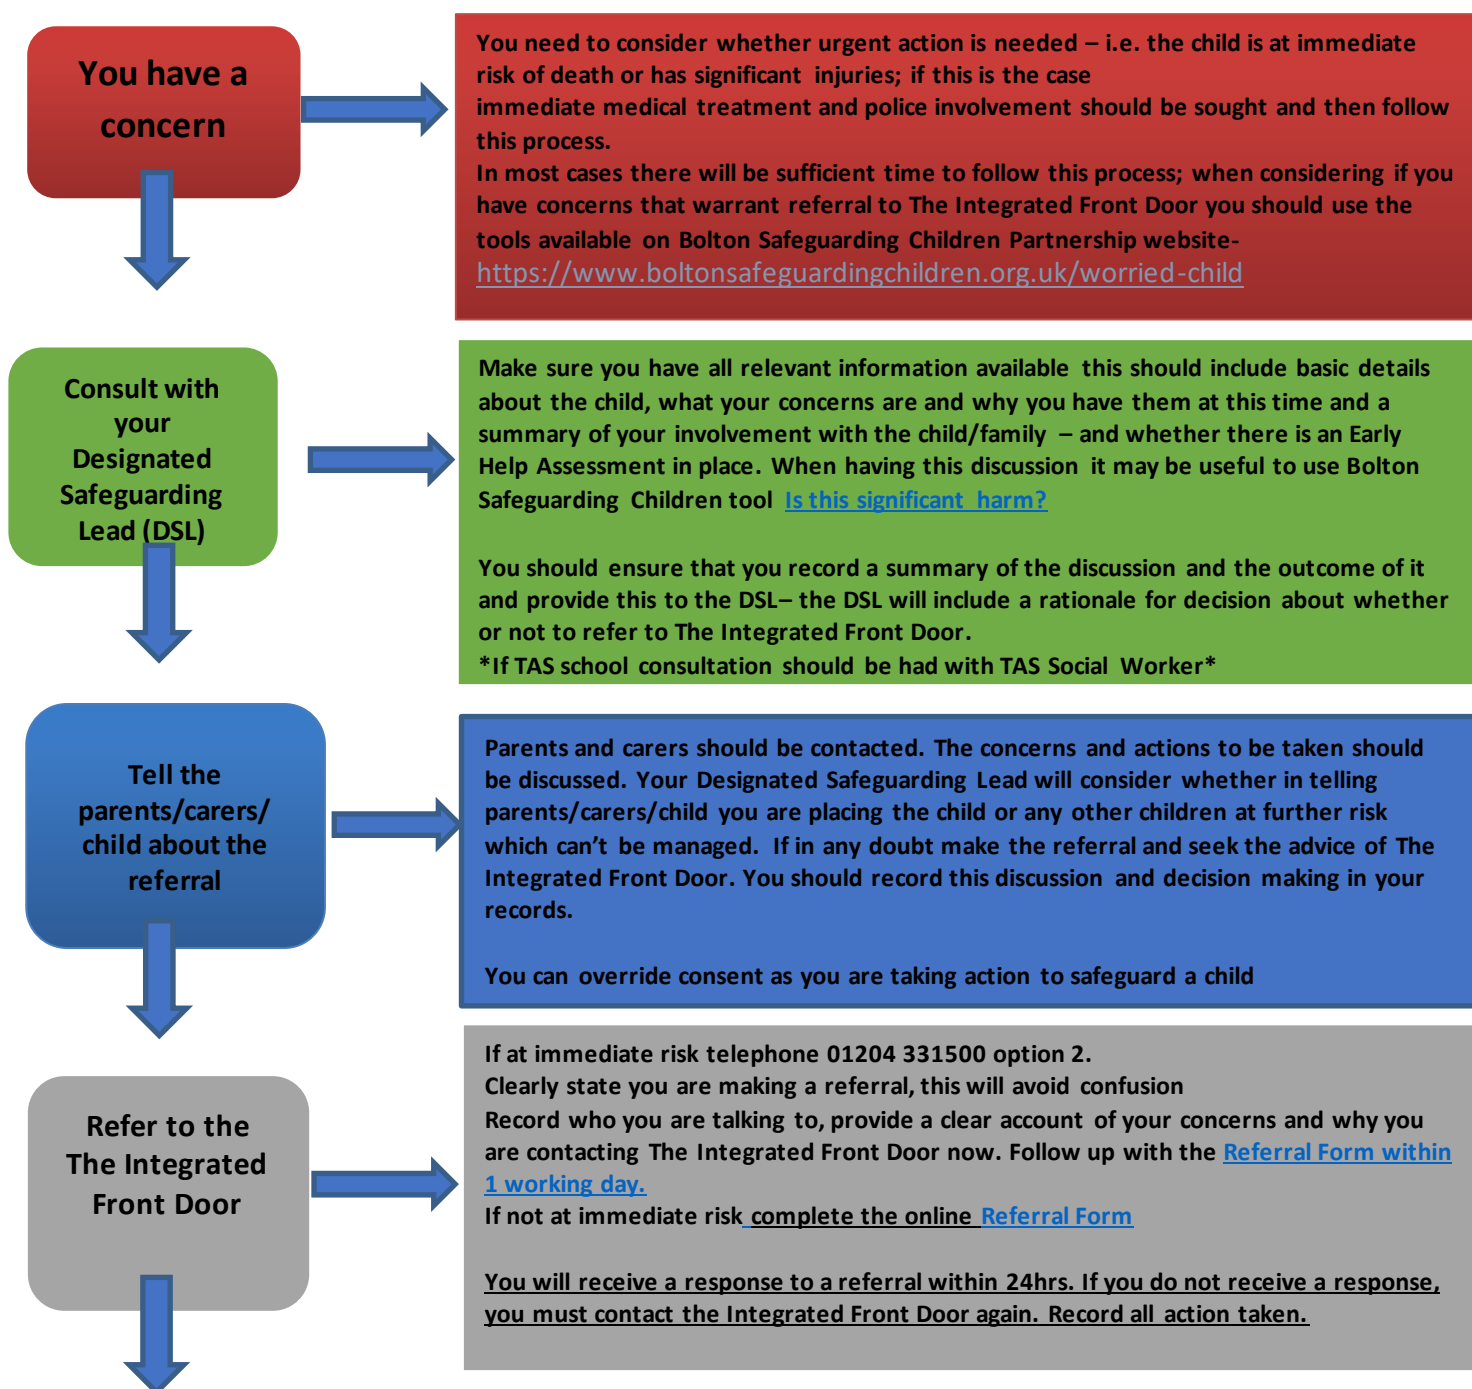 You have a
concern
You need to consider whether urgent action is needed – i.e. the child is at immediate
risk of death or has significant injuries; if this is the case
immediate medical treatment and police involvement should be sought and then follow
this process.
In most cases there will be sufficient time to follow this process; when considering if you
have concerns that warrant referral to The Integrated Front Door you should use the
tools available on Bolton Safeguarding Children Partnership website-
https://www.boltonsafeguardingchildren.org.uk/worried-child
Consult with
your
Designated
Safeguarding
Lead (DSL)
Make sure you have all relevant information available this should include basic details
about the child, what your concerns are and why you have them at this time and a
summary of your involvement with the child/family – and whether there is an Early
Help Assessment in place. When having this discussion it may be useful to use Bolton
Safeguarding Children tool Is this significant harm?
You should ensure that you record a summary of the discussion and the outcome of it
and provide this to the DSL– the DSL will include a rationale for decision about whether
or not to refer to The Integrated Front Door.
*If TAS school consultation should be had with TAS Social Worker*
Tell the
parents/carers/
child about the
referral
Parents and carers should be contacted. The concerns and actions to be taken should
be discussed. Your Designated Safeguarding Lead will consider whether in telling
parents/carers/child you are placing the child or any other children at further risk
which can’t be managed. If in any doubt make the referral and seek the advice of The
Integrated Front Door. You should record this discussion and decision making in your
records.
You can override consent as you are taking action to safeguard a child
Refer to the
The Integrated
Front Door
If at immediate risk telephone 01204 331500 option 2.
Clearly state you are making a referral, this will avoid confusion
Record who you are talking to, provide a clear account of your concerns and why you
are contacting The Integrated Front Door now. Follow up with the Referral Form within
1 working day.
If not at immediate risk complete the online Referral Form
You will receive a response to a referral within 24hrs. If you do not receive a response,
you must contact the Integrated Front Door again. Record all action taken.